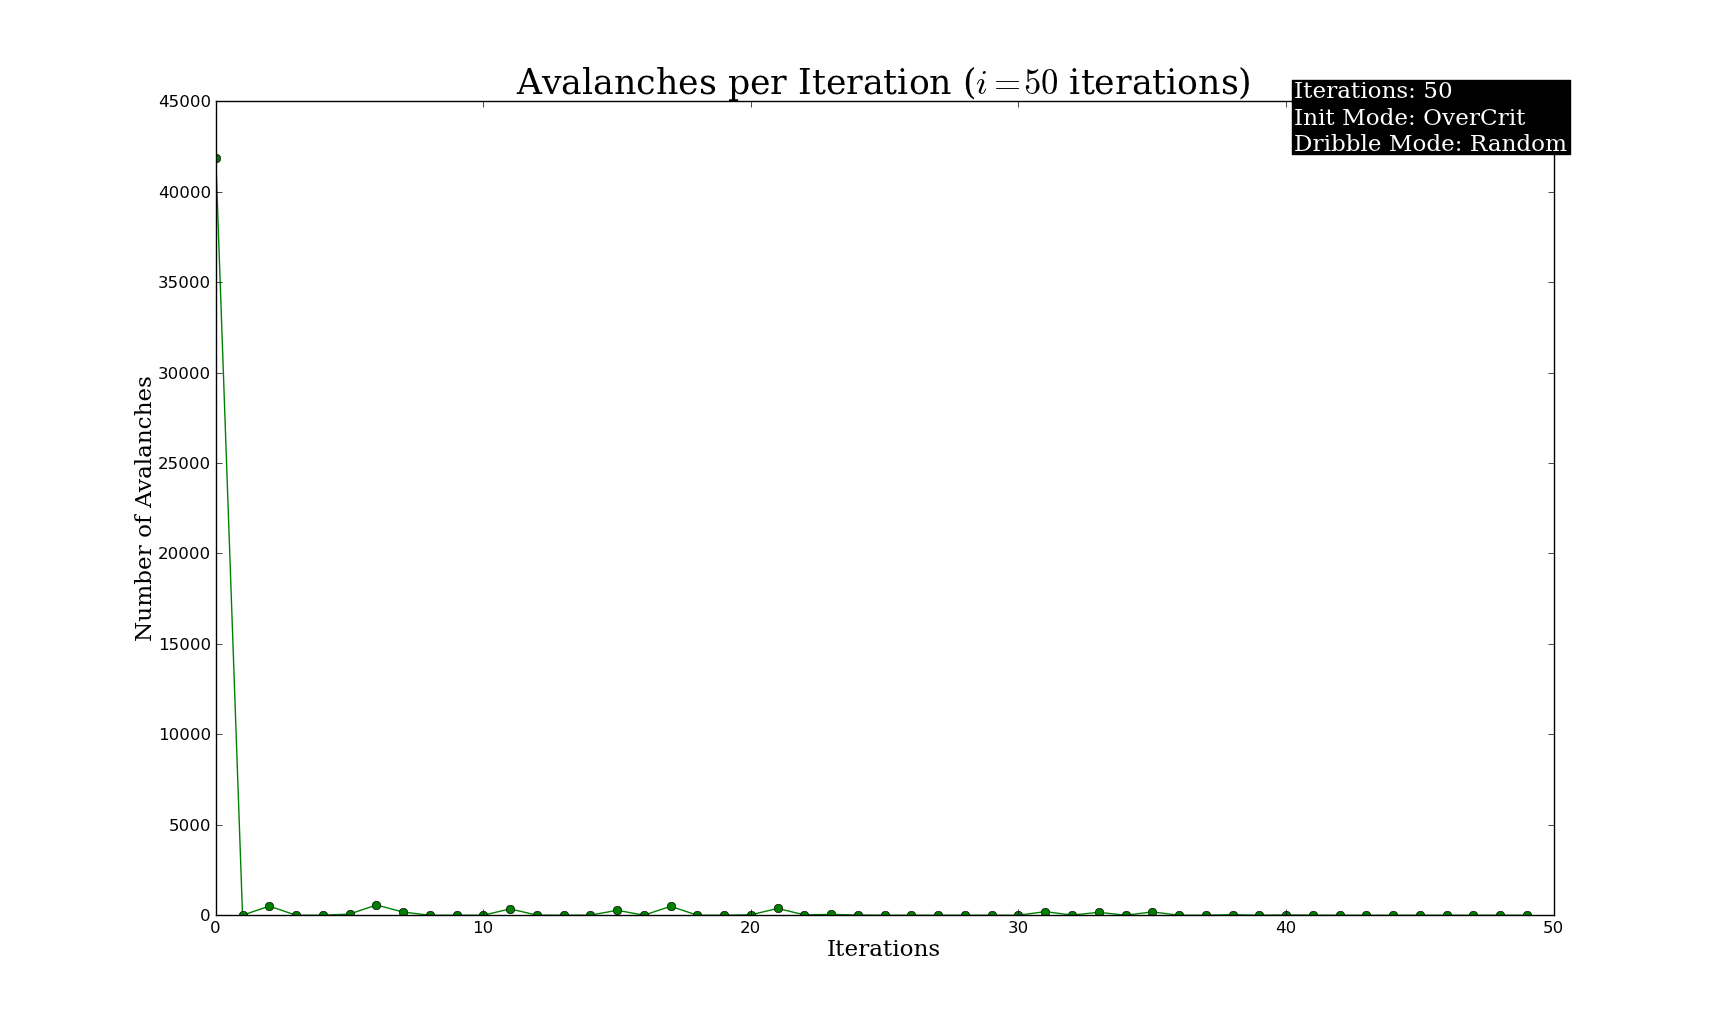 Avalanches per Iteration (i = 50 iterations)
Iterations: 50
Init Mode: OverCrit
Dribble Mode: Random
45000
40000
35000
30000
25000
20000
15000
10000
5000
0
Number of Avalanches
0 10 20 30 40 50
Iterations